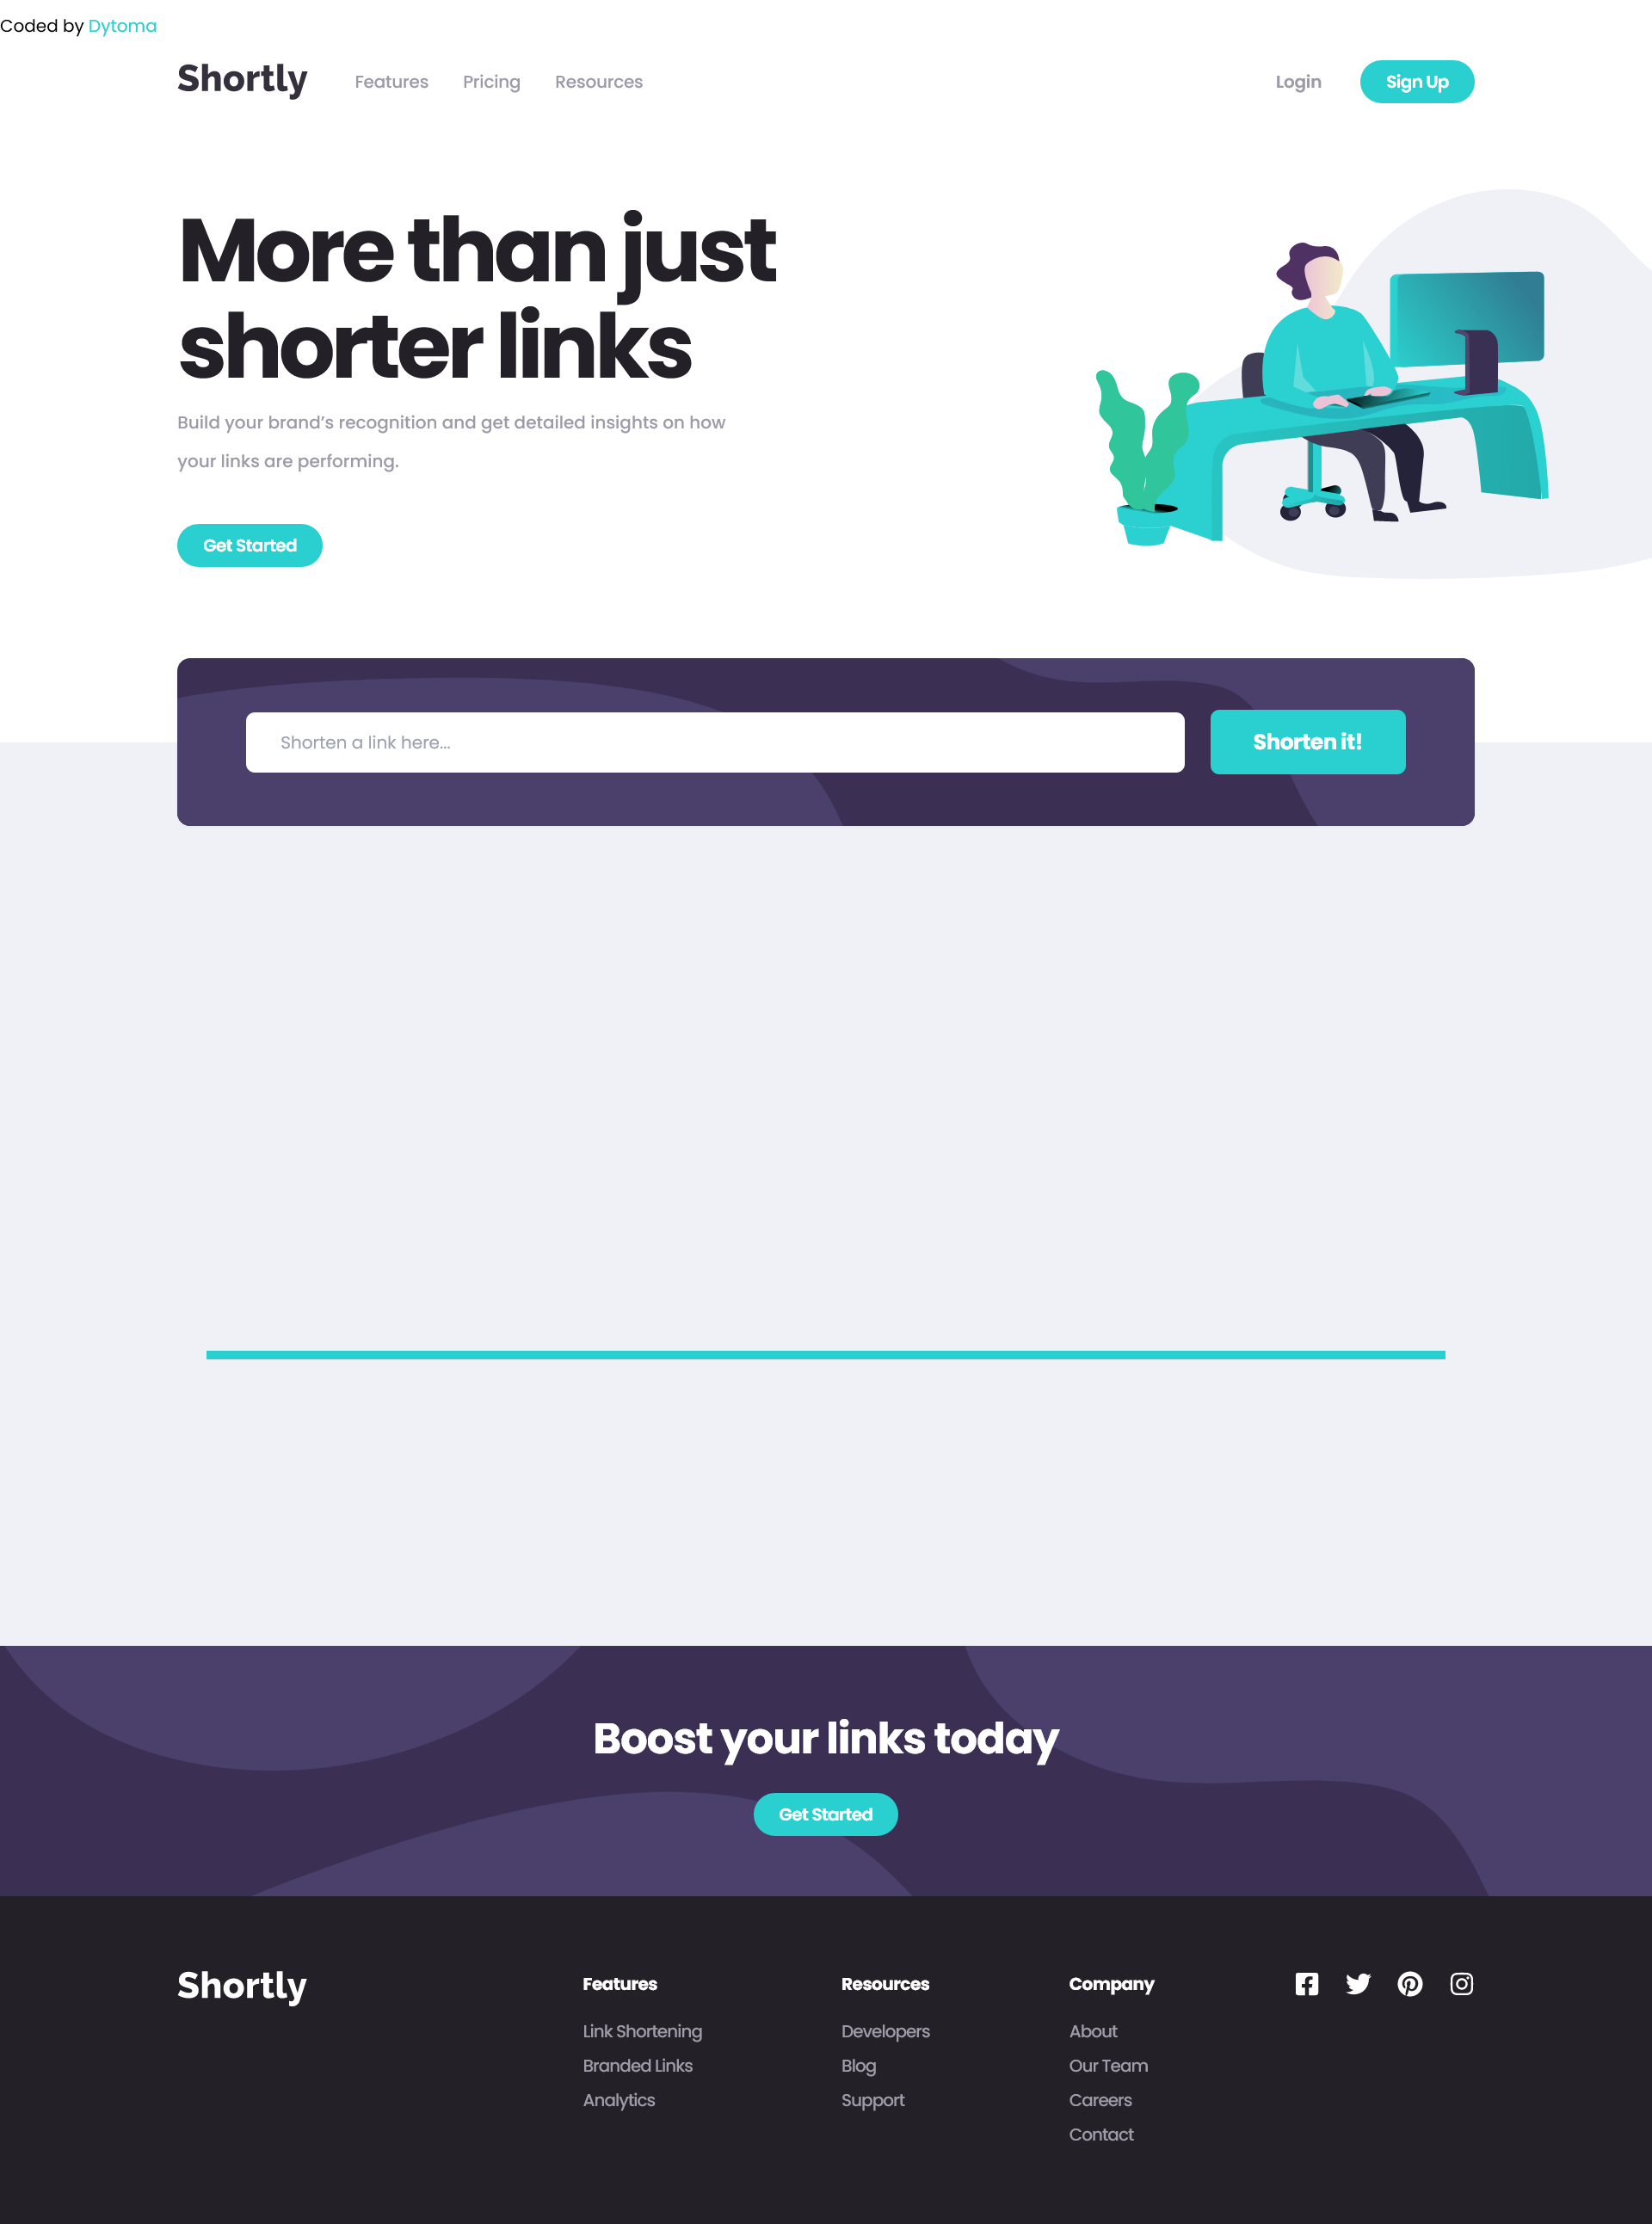 Coded by Dytoma
Shortly
Features
Pricing
Resources
Login
Sign Up
More than just
shorter links
Build your brand’s recognition and get detailed insights on how
your links are performing.
Get Started
Shorten a link here...
Shorten it!
Boost your links today
Get Started
Shortly
Features
Link Shortening
Branded Links
Analytics
Resources
Developers
Blog
Support
Company
About
Our Team
Careers
Contact